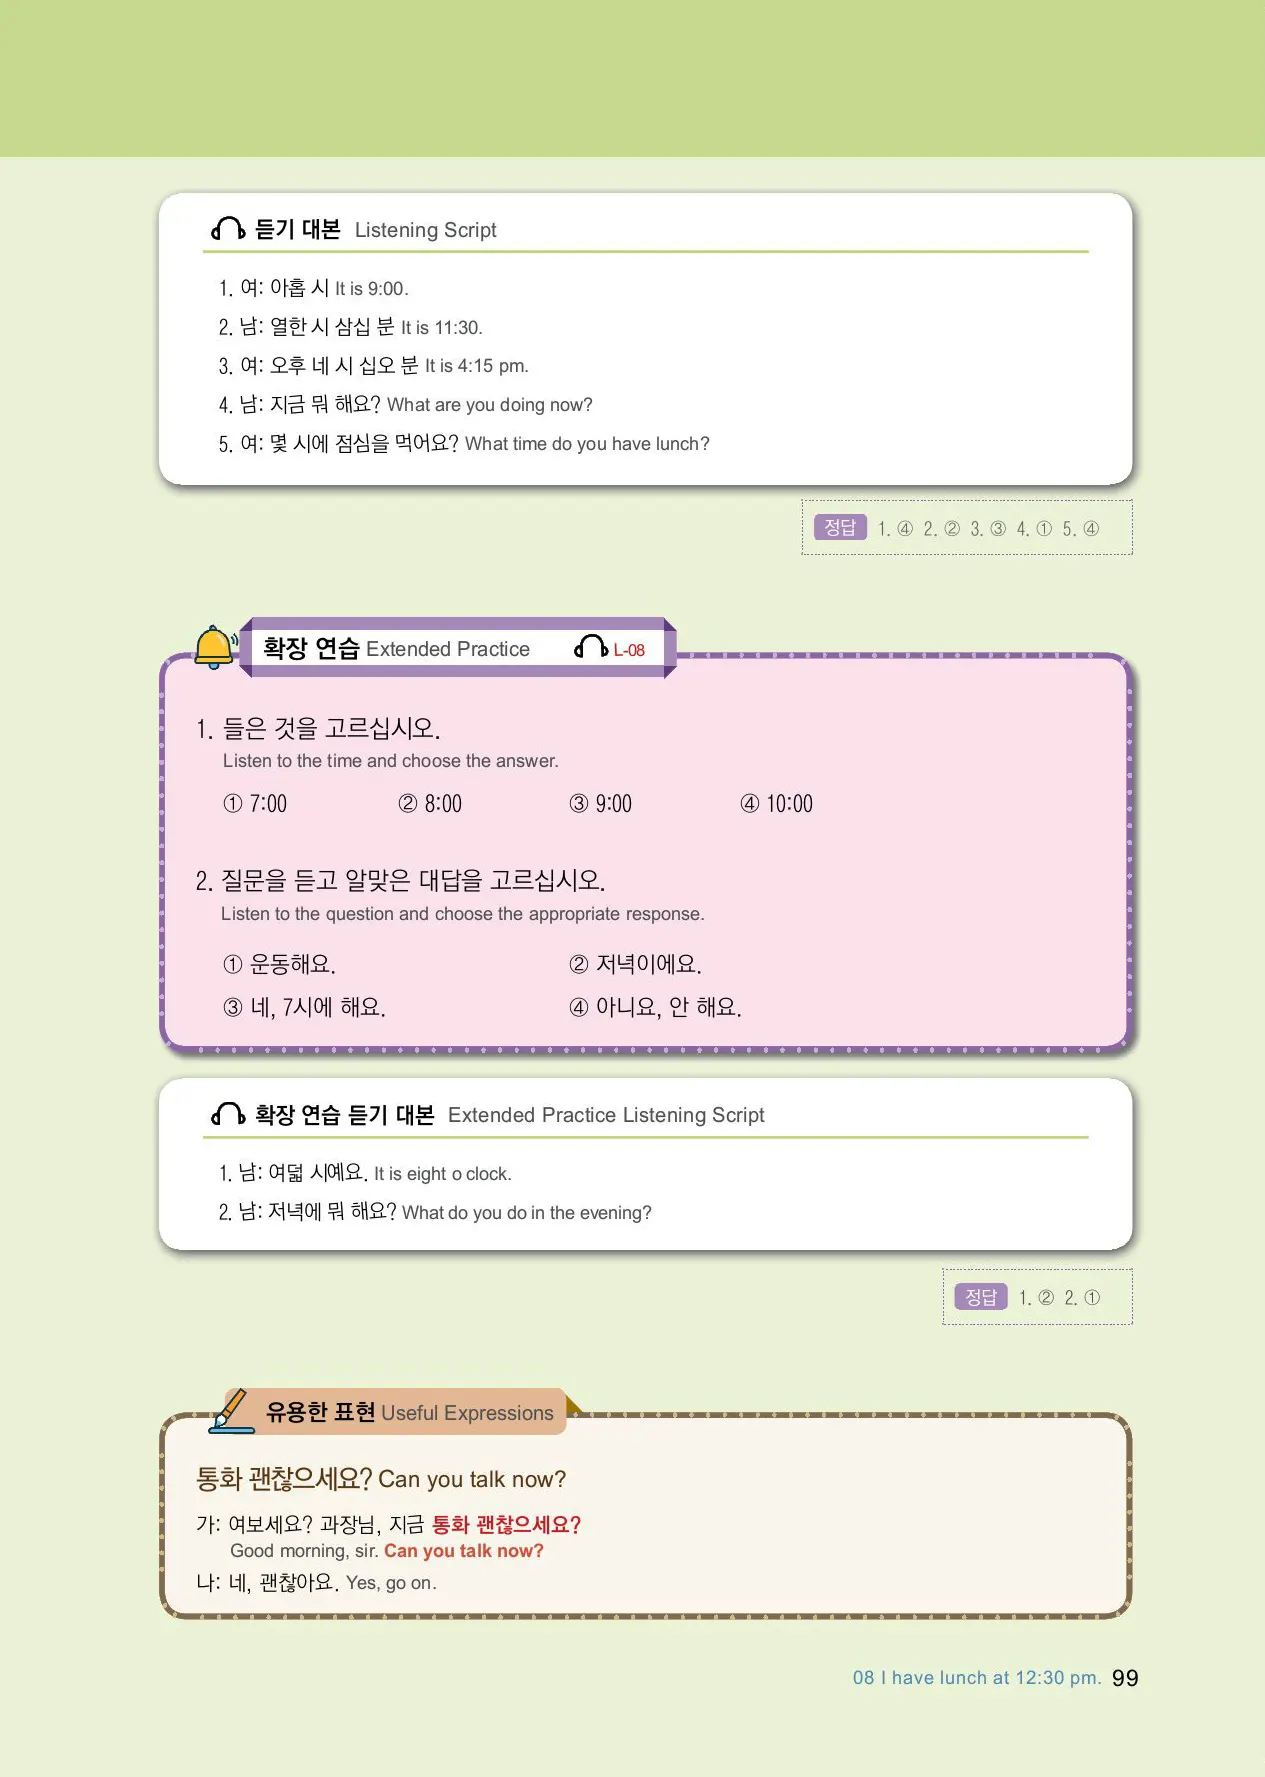 듣기 대본 Listening Script
1. 여: 아홉 시 It is 9:00.
2. 남: 열한 시 삼십 분 It is 11:30.
3. 여: 오후 네 시 십오 분 It is 4:15 pm.
4. 남: 지금 뭐 해요? What are you doing now?
5. 여: 몇 시에 점심을 먹어요? What time do you have lunch?
정답 1. ④ 2. ② 3. ③ 4. ① 5. ④
확장 연습 Extended Practice L-08
1. 들은 것을 고르십시오.
Listen to the time and choose the answer.
① 7:00 ② 8:00 ③ 9:00 ④ 10:00
2. 질문을 듣고 알맞은 대답을 고르십시오.
Listen to the question and choose the appropriate response.
① 운동해요. ② 저녁이에요.
③ 네, 7시에 해요. ④ 아니요, 안 해요.
확장 연습 듣기 대본 Extended Practice Listening Script
1. 남: 여덟 시예요. It is eight o clock.
2. 남: 저녁에 뭐 해요? What do you do in the evening?
정답 1. ② 2. ①
유용한 표현 Useful Expressions
통화 괜찮으세요? Can you talk now?
가: 여보세요? 과장님, 지금 통화 괜찮으세요?
Good morning, sir. Can you talk now?
나: 네, 괜찮아요. Yes, go on.
08 I have lunch at 12:30 pm. 99